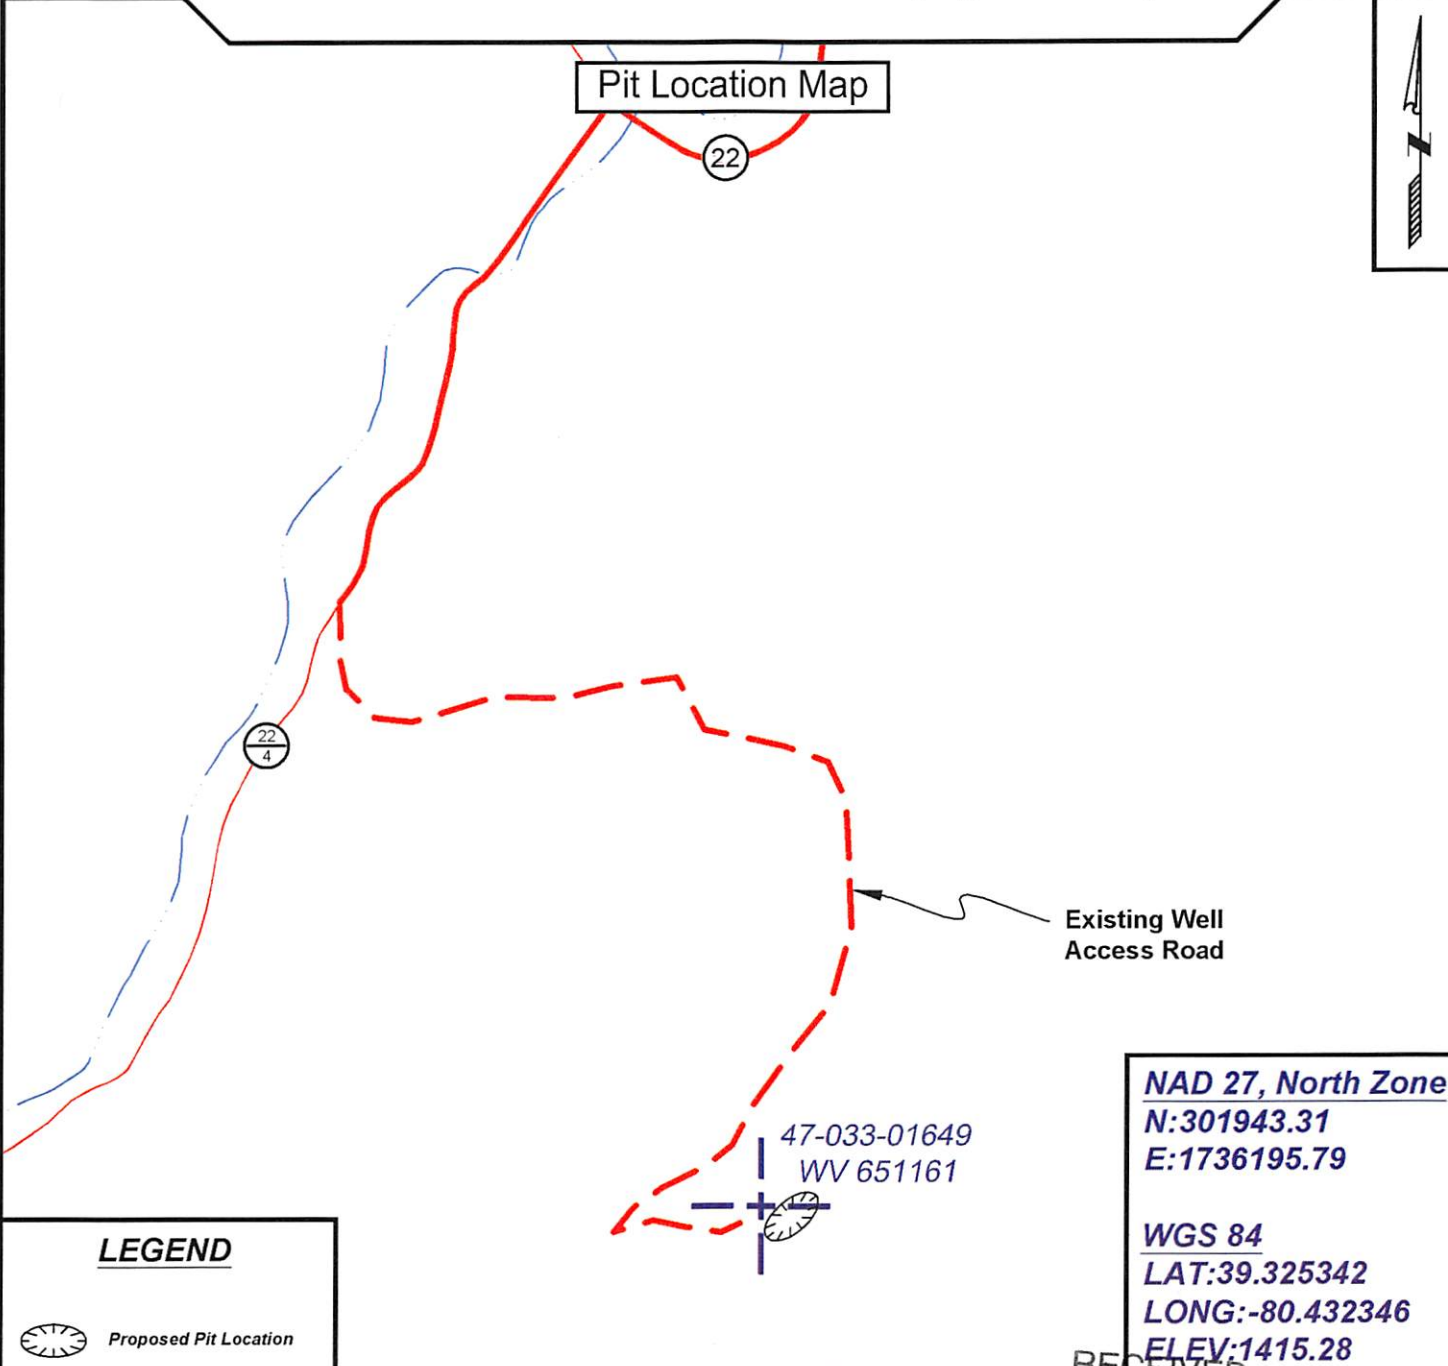 Pit Location Map
22
N
22
4
Existing Well
Access Road
47-033-01649
WV 651161
NAD 27, North Zone
N:301943.31
E:1736195.79
WGS 84
LAT:39.325342
LONG:-80.432346
ELEV:1415.28
LEGEND
Proposed Pit Location